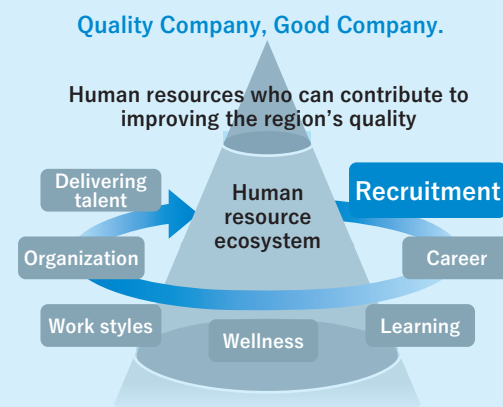 Quality Company, Good Company.
Human resources who can contribute to
improving the region's quality
Delivering
talent
Human
resource
ecosystem
Recruitment
Organization
Career
Work styles
Wellness
Learning